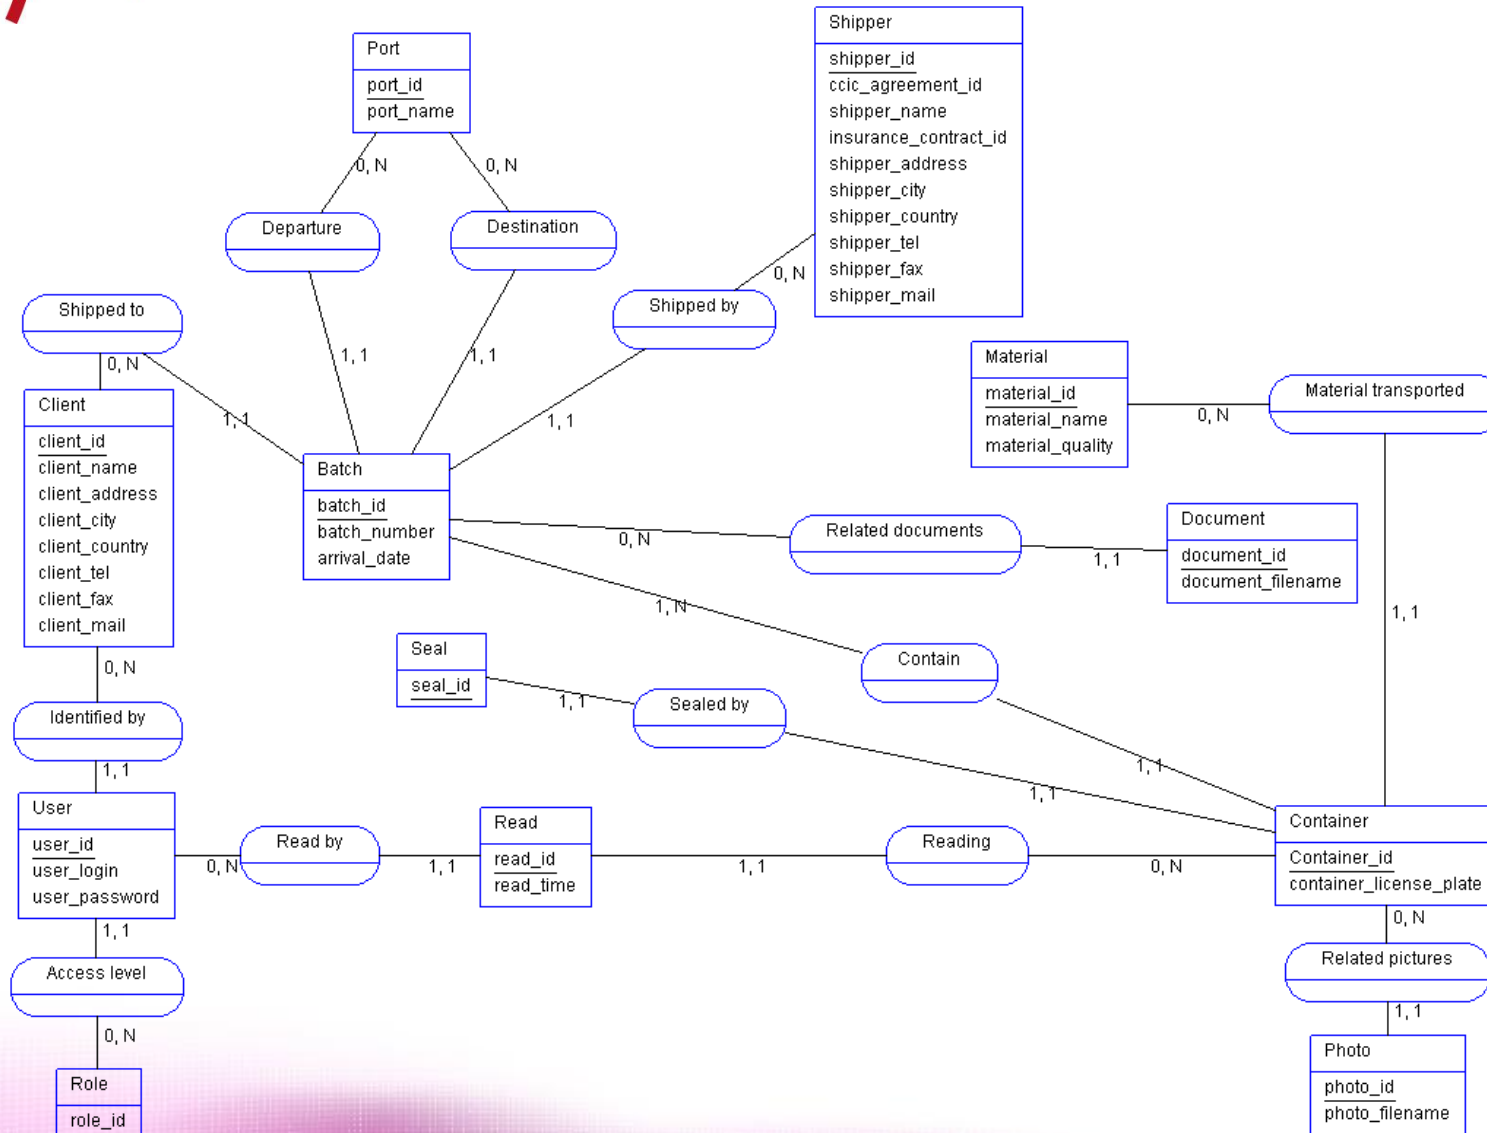 Port
port_id
port_name
Shipper
shipper_id
ccic_agreement_id
shipper_name
insurance_contract_id
shipper_address
shipper_city
shipper_country
shipper_tel
shipper_fax
shipper_mail
0, N
0, N
Departure
Destination
0, N
Shipped to
Shipped by
1, 1
1, 1
0, N
1, 1
1, 1
Client
client_id
client_name
client_address
client_city
client_country
client_tel
client_fax
client_mail
Batch
batch_id
batch_number
arrival_date
Material
material_id
material_name
material_quality
0, N
Material transported
0, N
Related documents
1, 1
Document
document_id
document_filename
1, 1
1, N
Contain
1, 1
Seal
seal_id
1, 1
Sealed by
1, 1
0, N
Identified by
1, 1
User
user_id
user_login
user_password
0, N
Read by
1, 1
Read
read_id
read_time
1, 1
Reading
0, N
Container
Container_id
container_license_plate
1, 1
Access level
0, N
Role
role_id
0, N
Related pictures
1, 1
Photo
photo_id
photo_filename